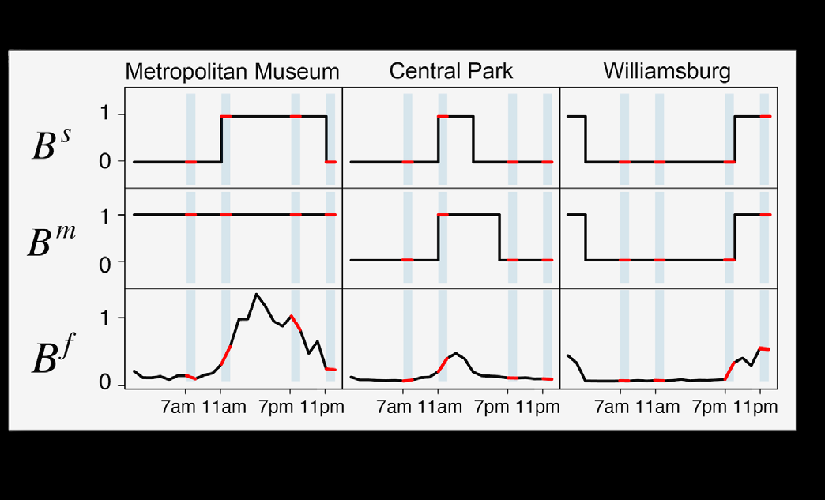 Metropolitan Museum Central Park Williamsburg
B^s 1 0
B^m 1 0
B^f 1 0
7am 11am 7pm 11pm 7am 11am 7pm 11pm 7am 11am 7pm 11pm